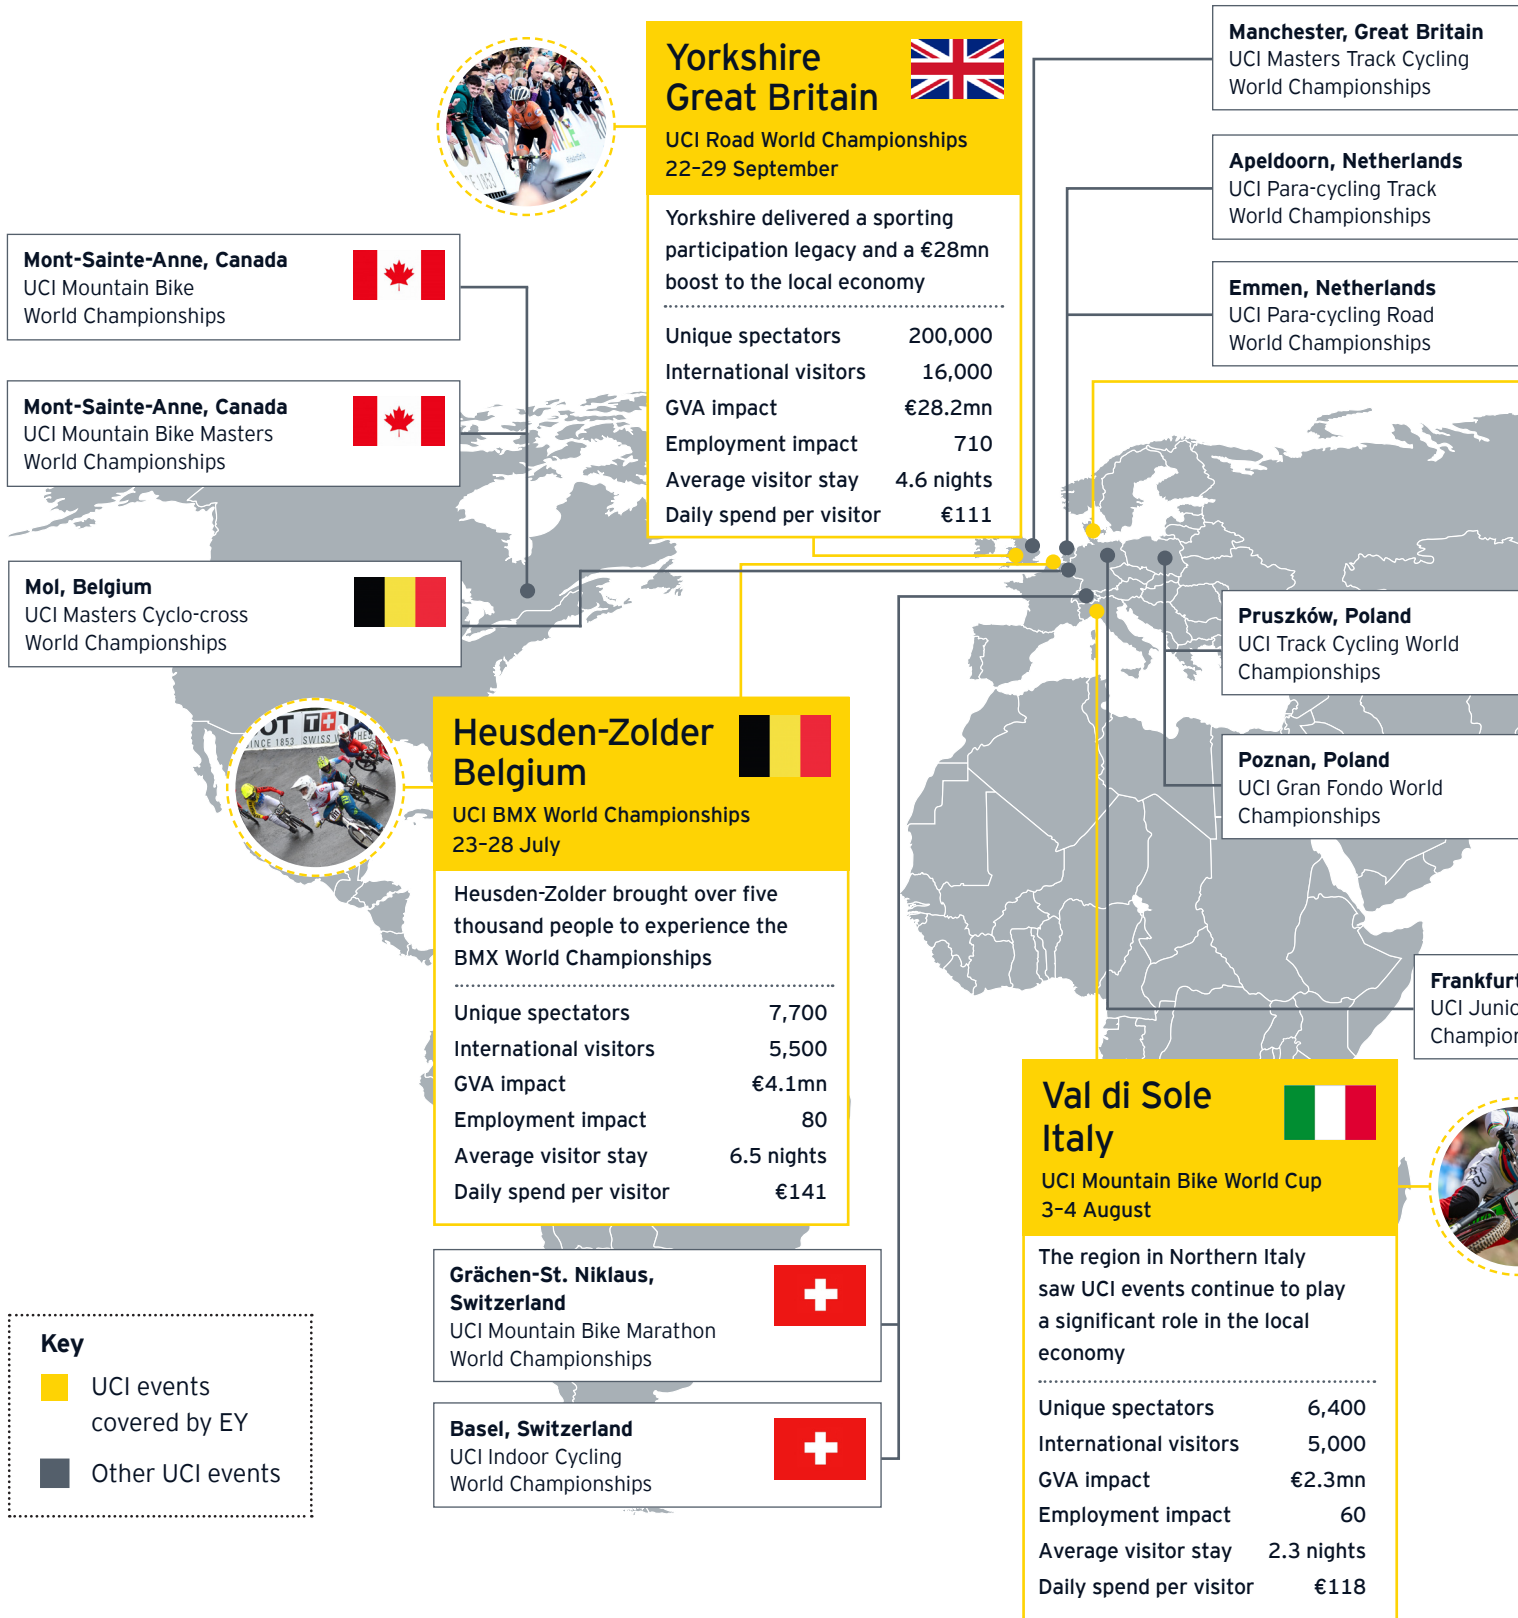 Yorkshire
Great Britain
UCI Road World Championships
22–29 September
Yorkshire delivered a sporting
participation legacy and a €28mn
boost to the local economy
Unique spectators 200,000
International visitors 16,000
GVA impact €28.2mn
Employment impact 710
Average visitor stay 4.6 nights
Daily spend per visitor €111
Manchester, Great Britain
UCI Masters Track Cycling
World Championships
Apeldoorn, Netherlands
UCI Para-cycling Track
World Championships
Emmen, Netherlands
UCI Para-cycling Road
World Championships
Mont-Sainte-Anne, Canada
UCI Mountain Bike
World Championships
Mont-Sainte-Anne, Canada
UCI Mountain Bike Masters
World Championships
Mol, Belgium
UCI Masters Cyclo-cross
World Championships
Pruszków, Poland
UCI Track Cycling World
Championships
Poznan, Poland
UCI Gran Fondo World
Championships
SINCE 1853 SWISS
Heusden-Zolder
Belgium
UCI BMX World Championships
23–28 July
Heusden-Zolder brought over five
thousand people to experience the
BMX World Championships
Unique spectators 7,700
International visitors 5,500
GVA impact €4.1mn
Employment impact 80
Average visitor stay 6.5 nights
Daily spend per visitor €141
Frankfurt
UCI
Val di Sole
Italy
UCI Mountain Bike World Cup
3–4 August
The region in Northern Italy
saw UCI events continue to play
a significant role in the local
economy
Unique spectators 6,400
International visitors 5,000
GVA impact €2.3mn
Employment impact 60
Average visitor stay 2.3 nights
Daily spend per visitor €118
Grächen-St. Niklaus,
Switzerland
UCI Mountain Bike Marathon
World Championships
Basel, Switzerland
UCI Indoor Cycling
World Championships
Key
UCI events
covered by EY
Other UCI events